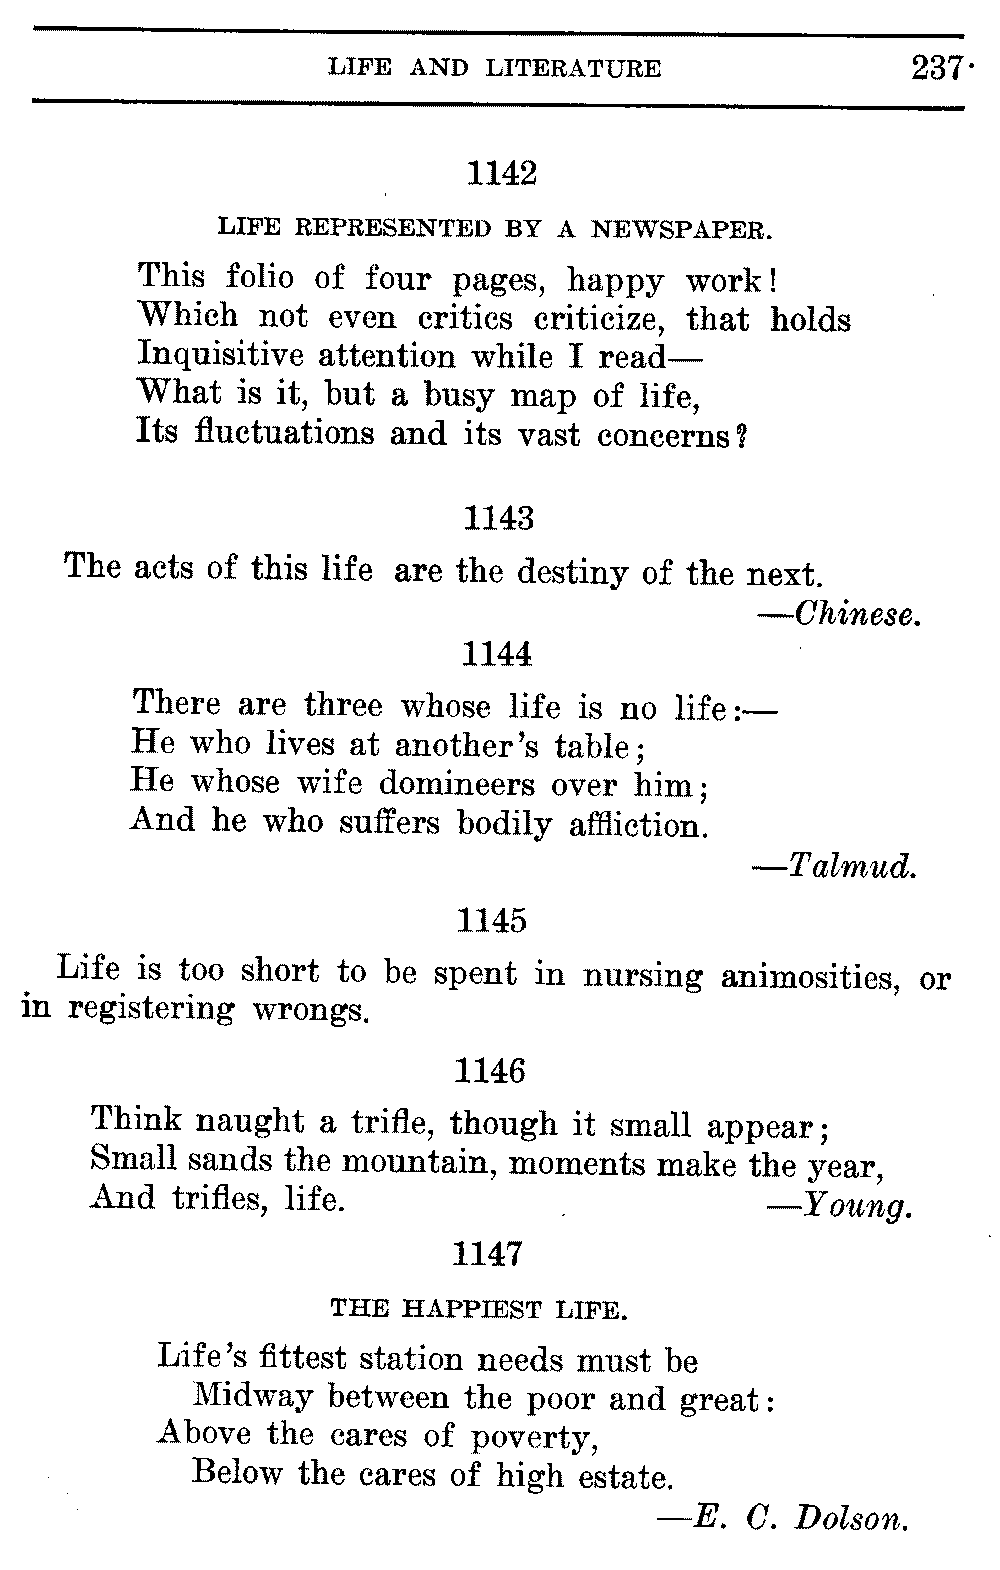 LIFE AND LITERATURE 237
1142
LIFE REPRESENTED BY A NEWSPAPER.
This folio of four pages, happy work!
Which not even critics criticize, that holds
Inquisitive attention while I read—
What is it, but a busy map of life,
Its fluctuations and its vast concerns?
1143
The acts of this life are the destiny of the next.
—Chinese.
1144
There are three whose life is no life:—
He who lives at another's table;
He whose wife domineers over him;
And he who suffers bodily affliction.
—Talmud.
1145
Life is too short to be spent in nursing animosities, or
in registering wrongs.
1146
Think naught a trifle, though it small appear;
Small sands the mountain, moments make the year,
And trifles, life. —Young.
1147
THE HAPPIEST LIFE.
Life's fittest station needs must be
Midway between the poor and great:
Above the cares of poverty,
Below the cares of high estate.
—E. C. Dolson.